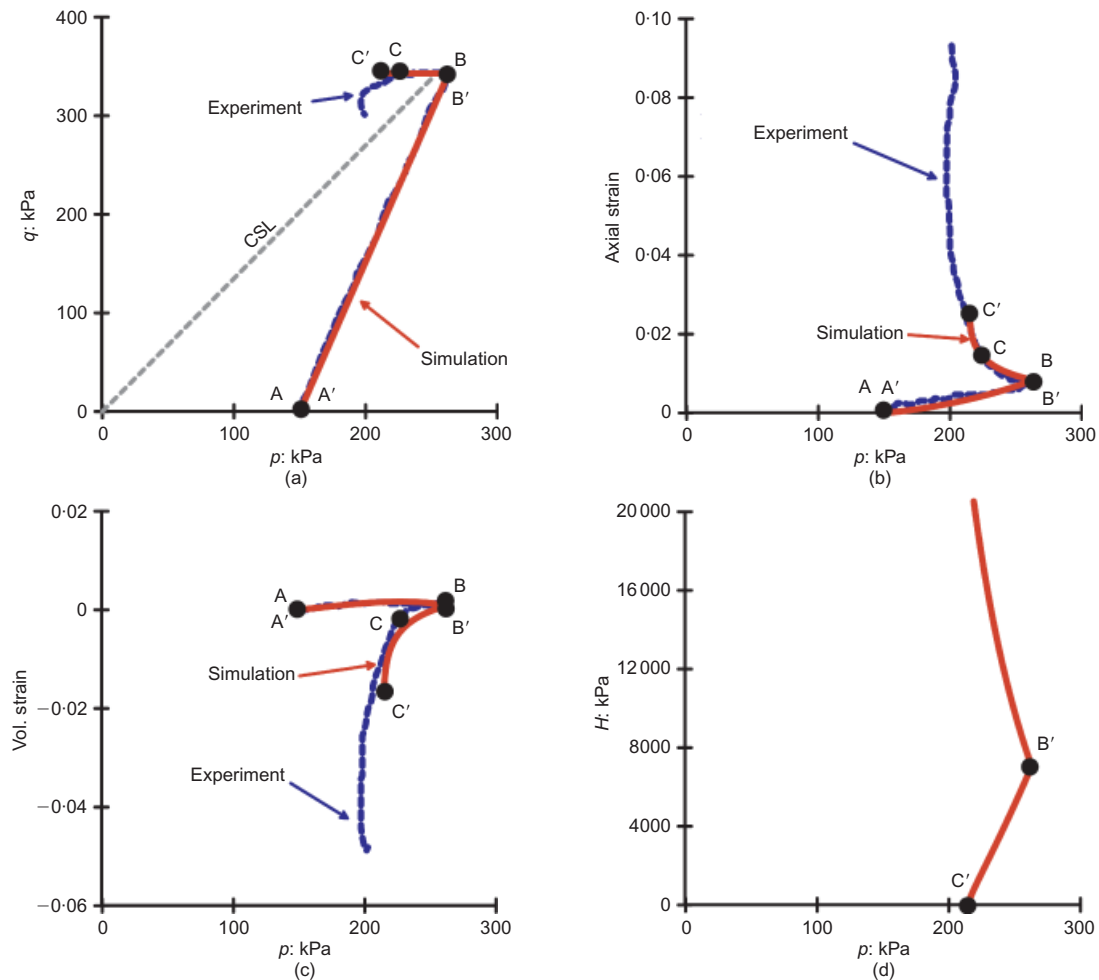 400
300
200
100
0
q: kPa
C′
C
B
B′
Experiment
CSL
Simulation
A
A′
0
100
200
300
p: kPa
(a)
0·10
0·08
0·06
0·04
0·02
0
Axial strain
Experiment
C′
Simulation
C
B
A
A′
B′
0
100
200
300
p: kPa
(b)
0·02
0
−0·02
−0·04
−0·06
Vol. strain
A
A′
B
C
B′
Simulation
C′
Experiment
0
100
200
300
p: kPa
(c)
20 000
16 000
12 000
8000
4000
0
H: kPa
B′
C′
0
100
200
300
p: kPa
(d)